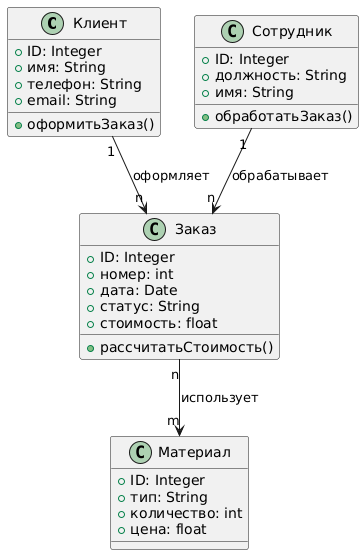 C Клиент
ID: Integer
имя: String
телефон: String
email: String
оформитьЗаказ()
C Сотрудник
ID: Integer
должность: String
имя: String
обработатьЗаказ()
1
оформляет
n
1
обрабатывает
n
C Заказ
ID: Integer
номер: int
дата: Date
статус: String
стоимость: float
рассчитатьСтоимость()
n
использует
m
C Материал
ID: Integer
тип: String
количество: int
цена: float